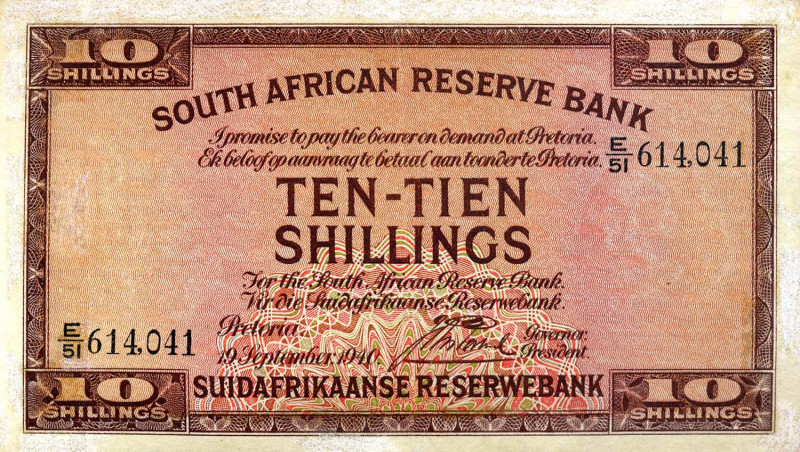 10 10
SHILLINGS SHILLINGS
SOUTH AFRICAN RESERVE BANK
I promise to pay the bearer on demand at Pretoria.
Ek beloof op aanvraag te betaal aan toonder te Pretoria. E/51 614,041
TEN-TIEN
SHILLINGS
For the South African Reserve Bank.
Vir die Suidafrikaanse Reserwebank.
E/51 614,041
Pretoria.
Governor.
19 September 1940. President.
10 SUIDAFRIKAANSE RESERWEBANK 10
SHILLINGS SHILLINGS